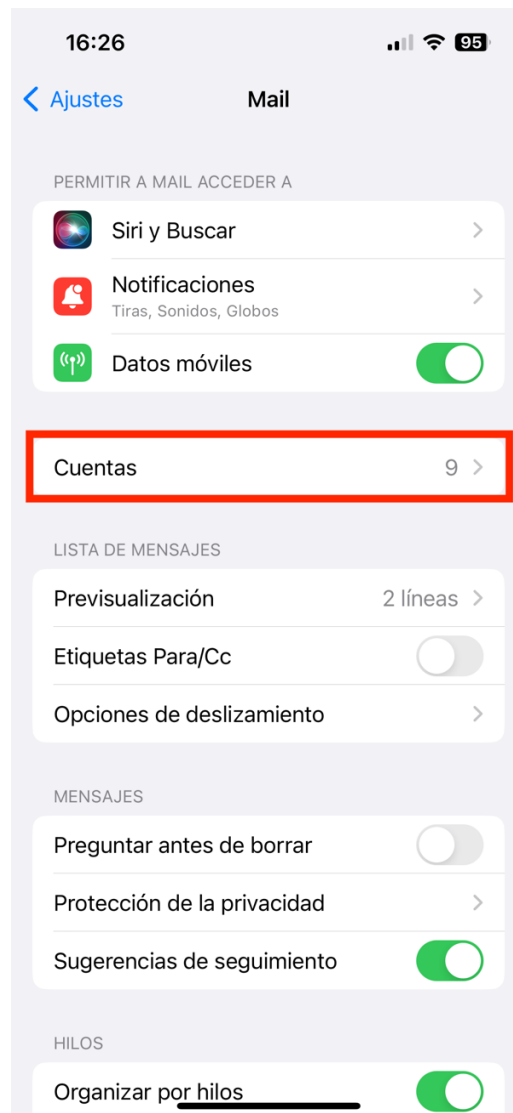 16:26
95
Ajustes
Mail
PERMITIR A MAIL ACCEDER A
Siri y Buscar
Notificaciones
Tiras, Sonidos, Globos
Datos móviles
Cuentas 9
LISTA DE MENSAJES
Previsualización 2 líneas
Etiquetas Para/Cc
Opciones de deslizamiento
MENSAJES
Preguntar antes de borrar
Protección de la privacidad
Sugerencias de seguimiento
HILOS
Organizar por hilos